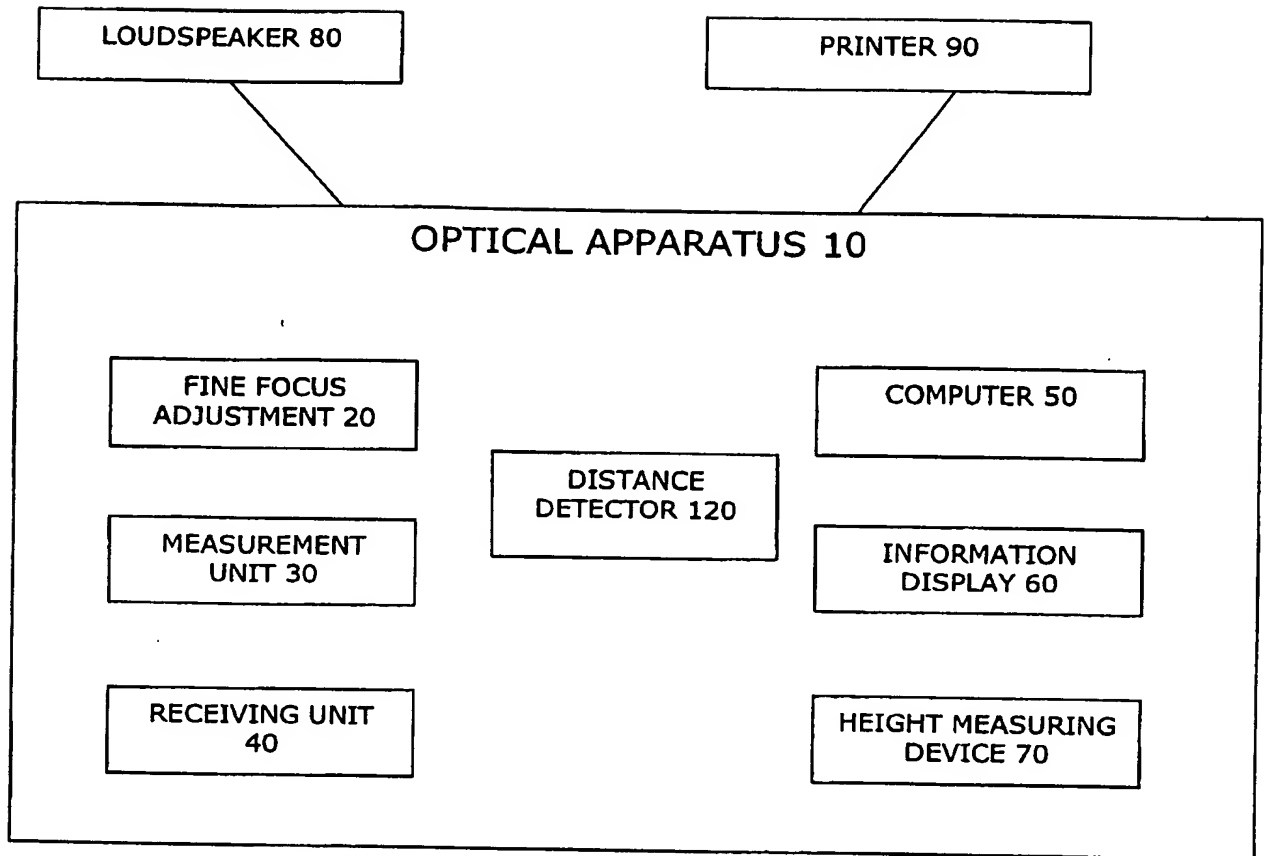 LOUDSPEAKER 80
PRINTER 90
OPTICAL APPARATUS 10
FINE FOCUS
ADJUSTMENT 20
COMPUTER 50
DISTANCE
DETECTOR 120
MEASUREMENT
UNIT 30
INFORMATION
DISPLAY 60
RECEIVING UNIT
40
HEIGHT MEASURING
DEVICE 70